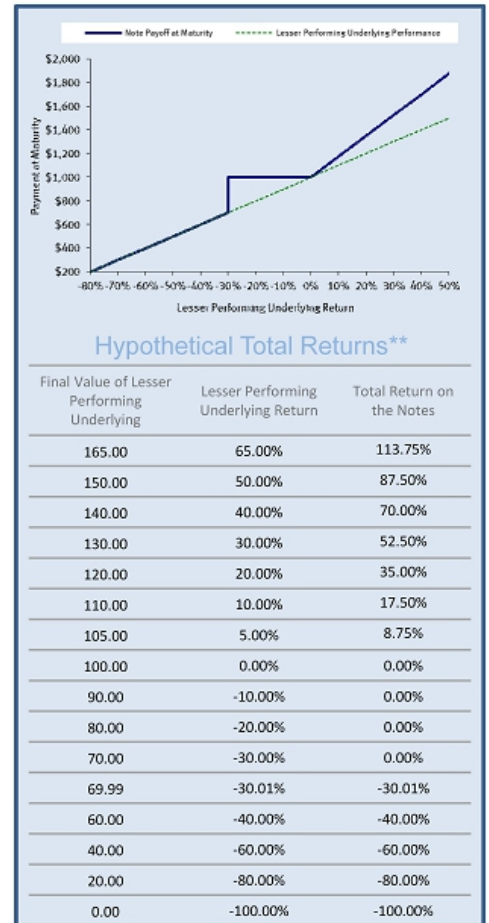 Note Payoff at Maturity Lesser Performing Underlying Performance
$2,000
$1,800
$1,600
$1,400
$1,200
$1,000
$800
$600
$400
$200
Payment at Maturity
-80% -70% -60% -50% -40% -30% -20% -10% 0% 10% 20% 30% 40% 50%
Lesser Performing Underlying Return
Hypothetical Total Returns**
Final Value of Lesser Performing Underlying
Lesser Performing Underlying Return
Total Return on the Notes
165.00 65.00% 113.75%
150.00 50.00% 87.50%
140.00 40.00% 70.00%
130.00 30.00% 52.50%
120.00 20.00% 35.00%
110.00 10.00% 17.50%
105.00 5.00% 8.75%
100.00 0.00% 0.00%
90.00 -10.00% 0.00%
80.00 -20.00% 0.00%
70.00 -30.00% 0.00%
69.99 -30.01% -30.01%
60.00 -40.00% -40.00%
40.00 -60.00% -60.00%
20.00 -80.00% -80.00%
0.00 -100.00% -100.00%